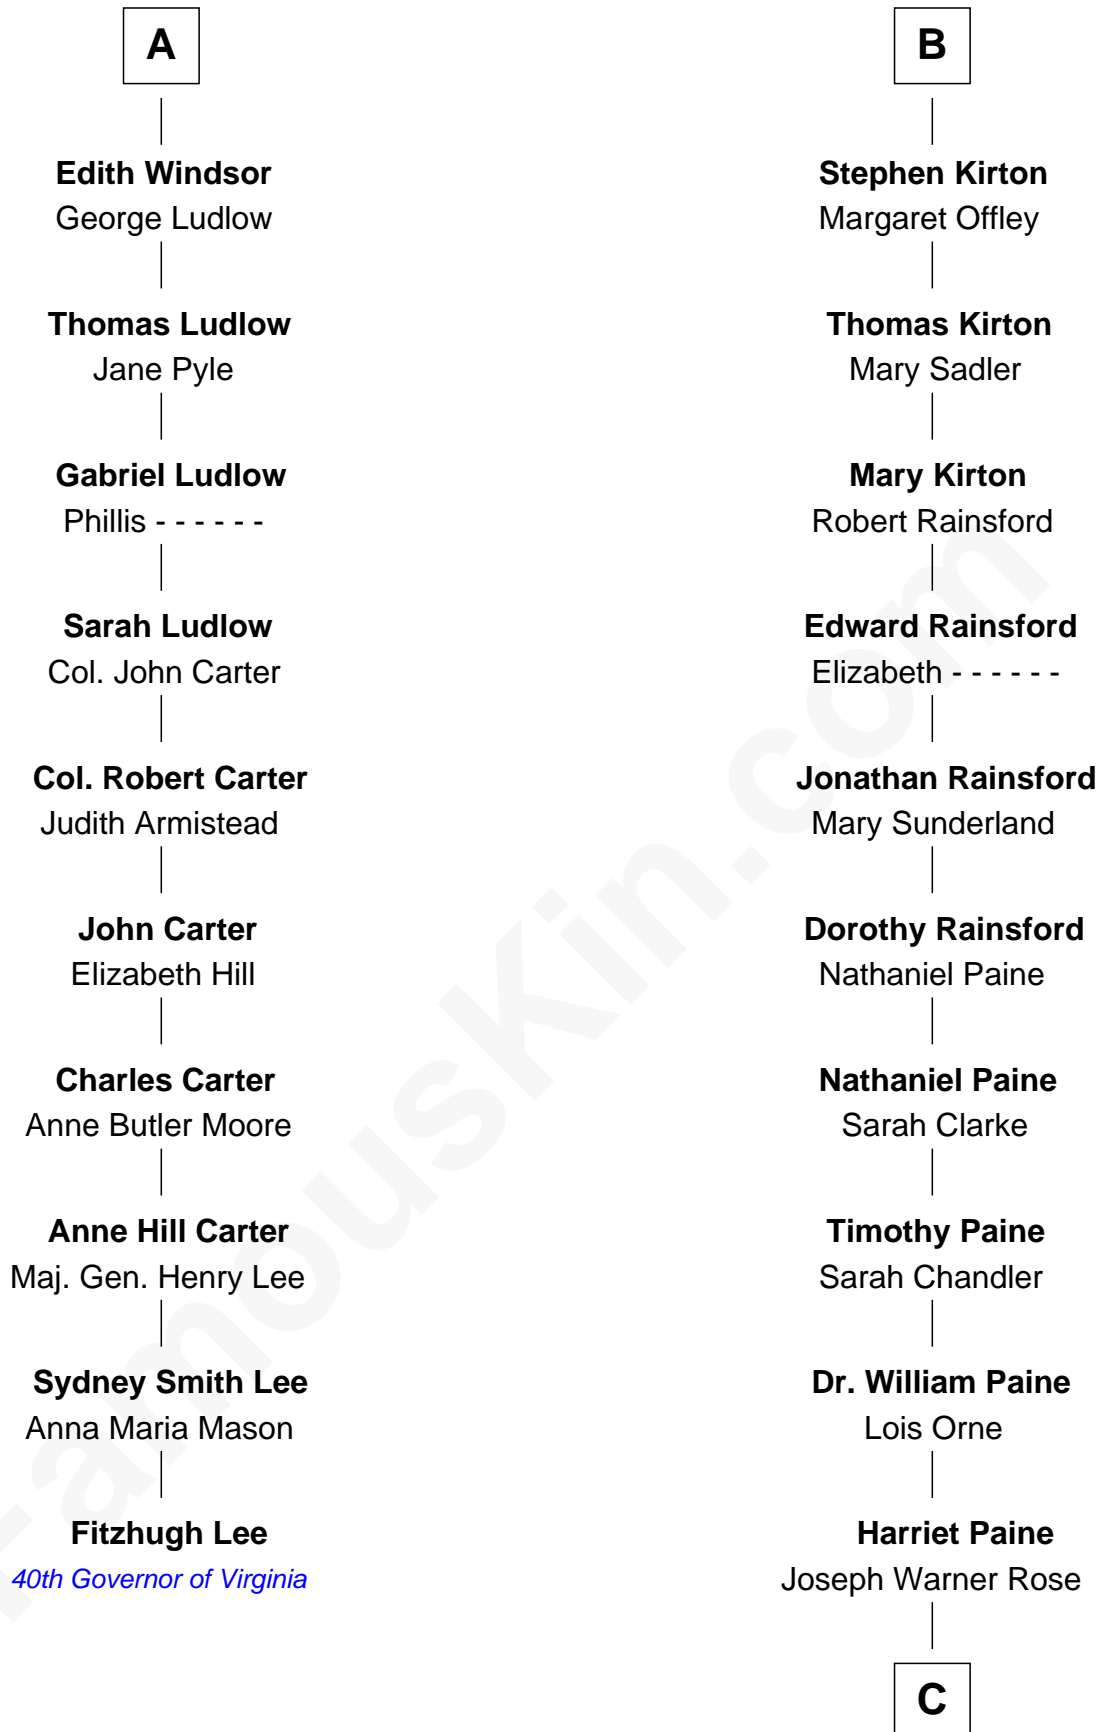 A
Edith Windsor
George Ludlow
Thomas Ludlow
Jane Pyle
Gabriel Ludlow
Phillis - - - - - -
Sarah Ludlow
Col. John Carter
Col. Robert Carter
Judith Armistead
John Carter
Elizabeth Hill
Charles Carter
Anne Butler Moore
Anne Hill Carter
Maj. Gen. Henry Lee
Sydney Smith Lee
Anna Maria Mason
Fitzhugh Lee
40th Governor of Virginia
B
Stephen Kirton
Margaret Offley
Thomas Kirton
Mary Sadler
Mary Kirton
Robert Rainsford
Edward Rainsford
Elizabeth - - - - - -
Jonathan Rainsford
Mary Sunderland
Dorothy Rainsford
Nathaniel Paine
Nathaniel Paine
Sarah Clarke
Timothy Paine
Sarah Chandler
Dr. William Paine
Lois Orne
Harriet Paine
Joseph Warner Rose
C
FamousKin.com